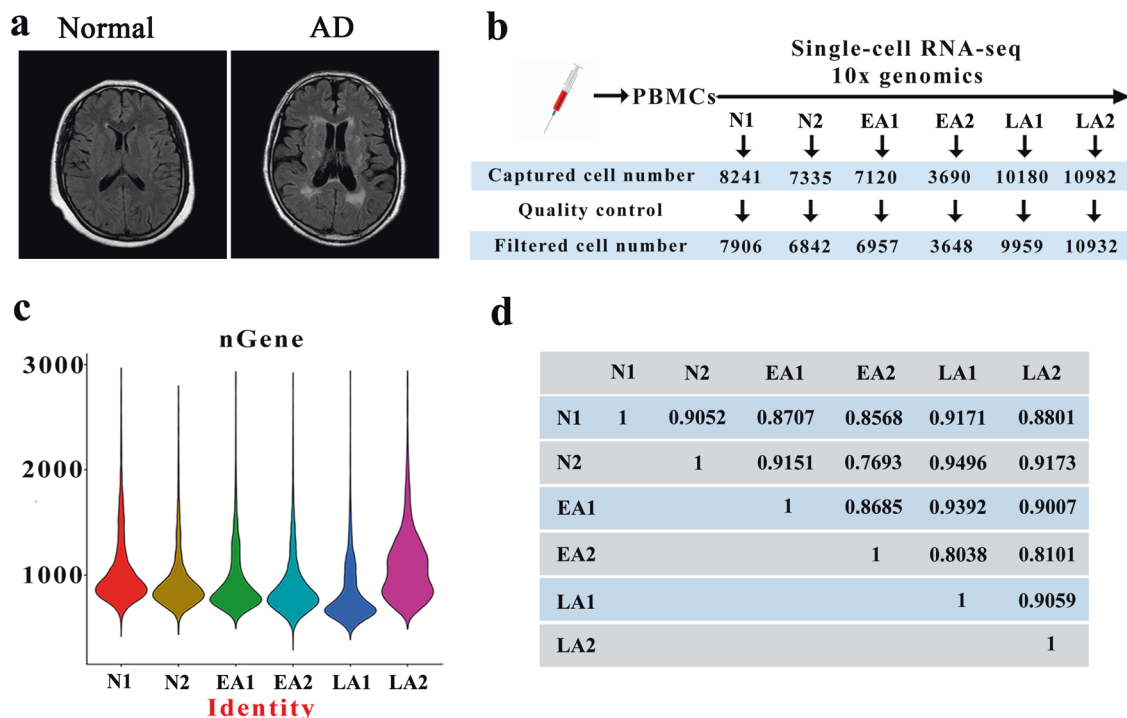 a
Normal AD
b
Single-cell RNA-seq
10x genomics
PBMCs
N1 N2 EA1 EA2 LA1 LA2
Captured cell number 8241 7335 7120 3690 10180 10982
Quality control
Filtered cell number 7906 6842 6957 3648 9959 10932
c
nGene
3000
2000
1000
N1 N2 EA1 EA2 LA1 LA2
Identity
d
N1 N2 EA1 EA2 LA1 LA2
N1 1 0.9052 0.8707 0.8568 0.9171 0.8801
N2 1 0.9151 0.7693 0.9496 0.9173
EA1 1 0.8685 0.9392 0.9007
EA2 1 0.8038 0.8101
LA1 1 0.9059
LA2 1